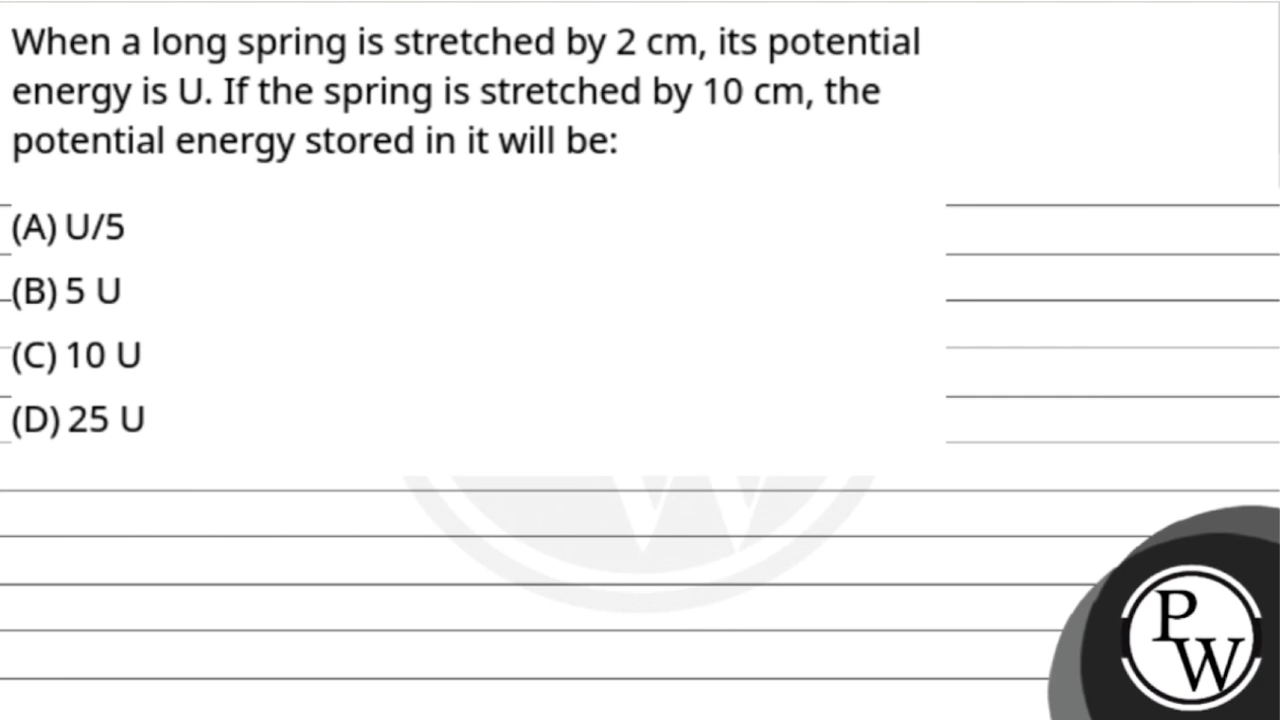 When a long spring is stretched by 2 cm, its potential
energy is U. If the spring is stretched by 10 cm, the
potential energy stored in it will be:
(A) U/5
(B) 5 U
(C) 10 U
(D) 25 U
P
W